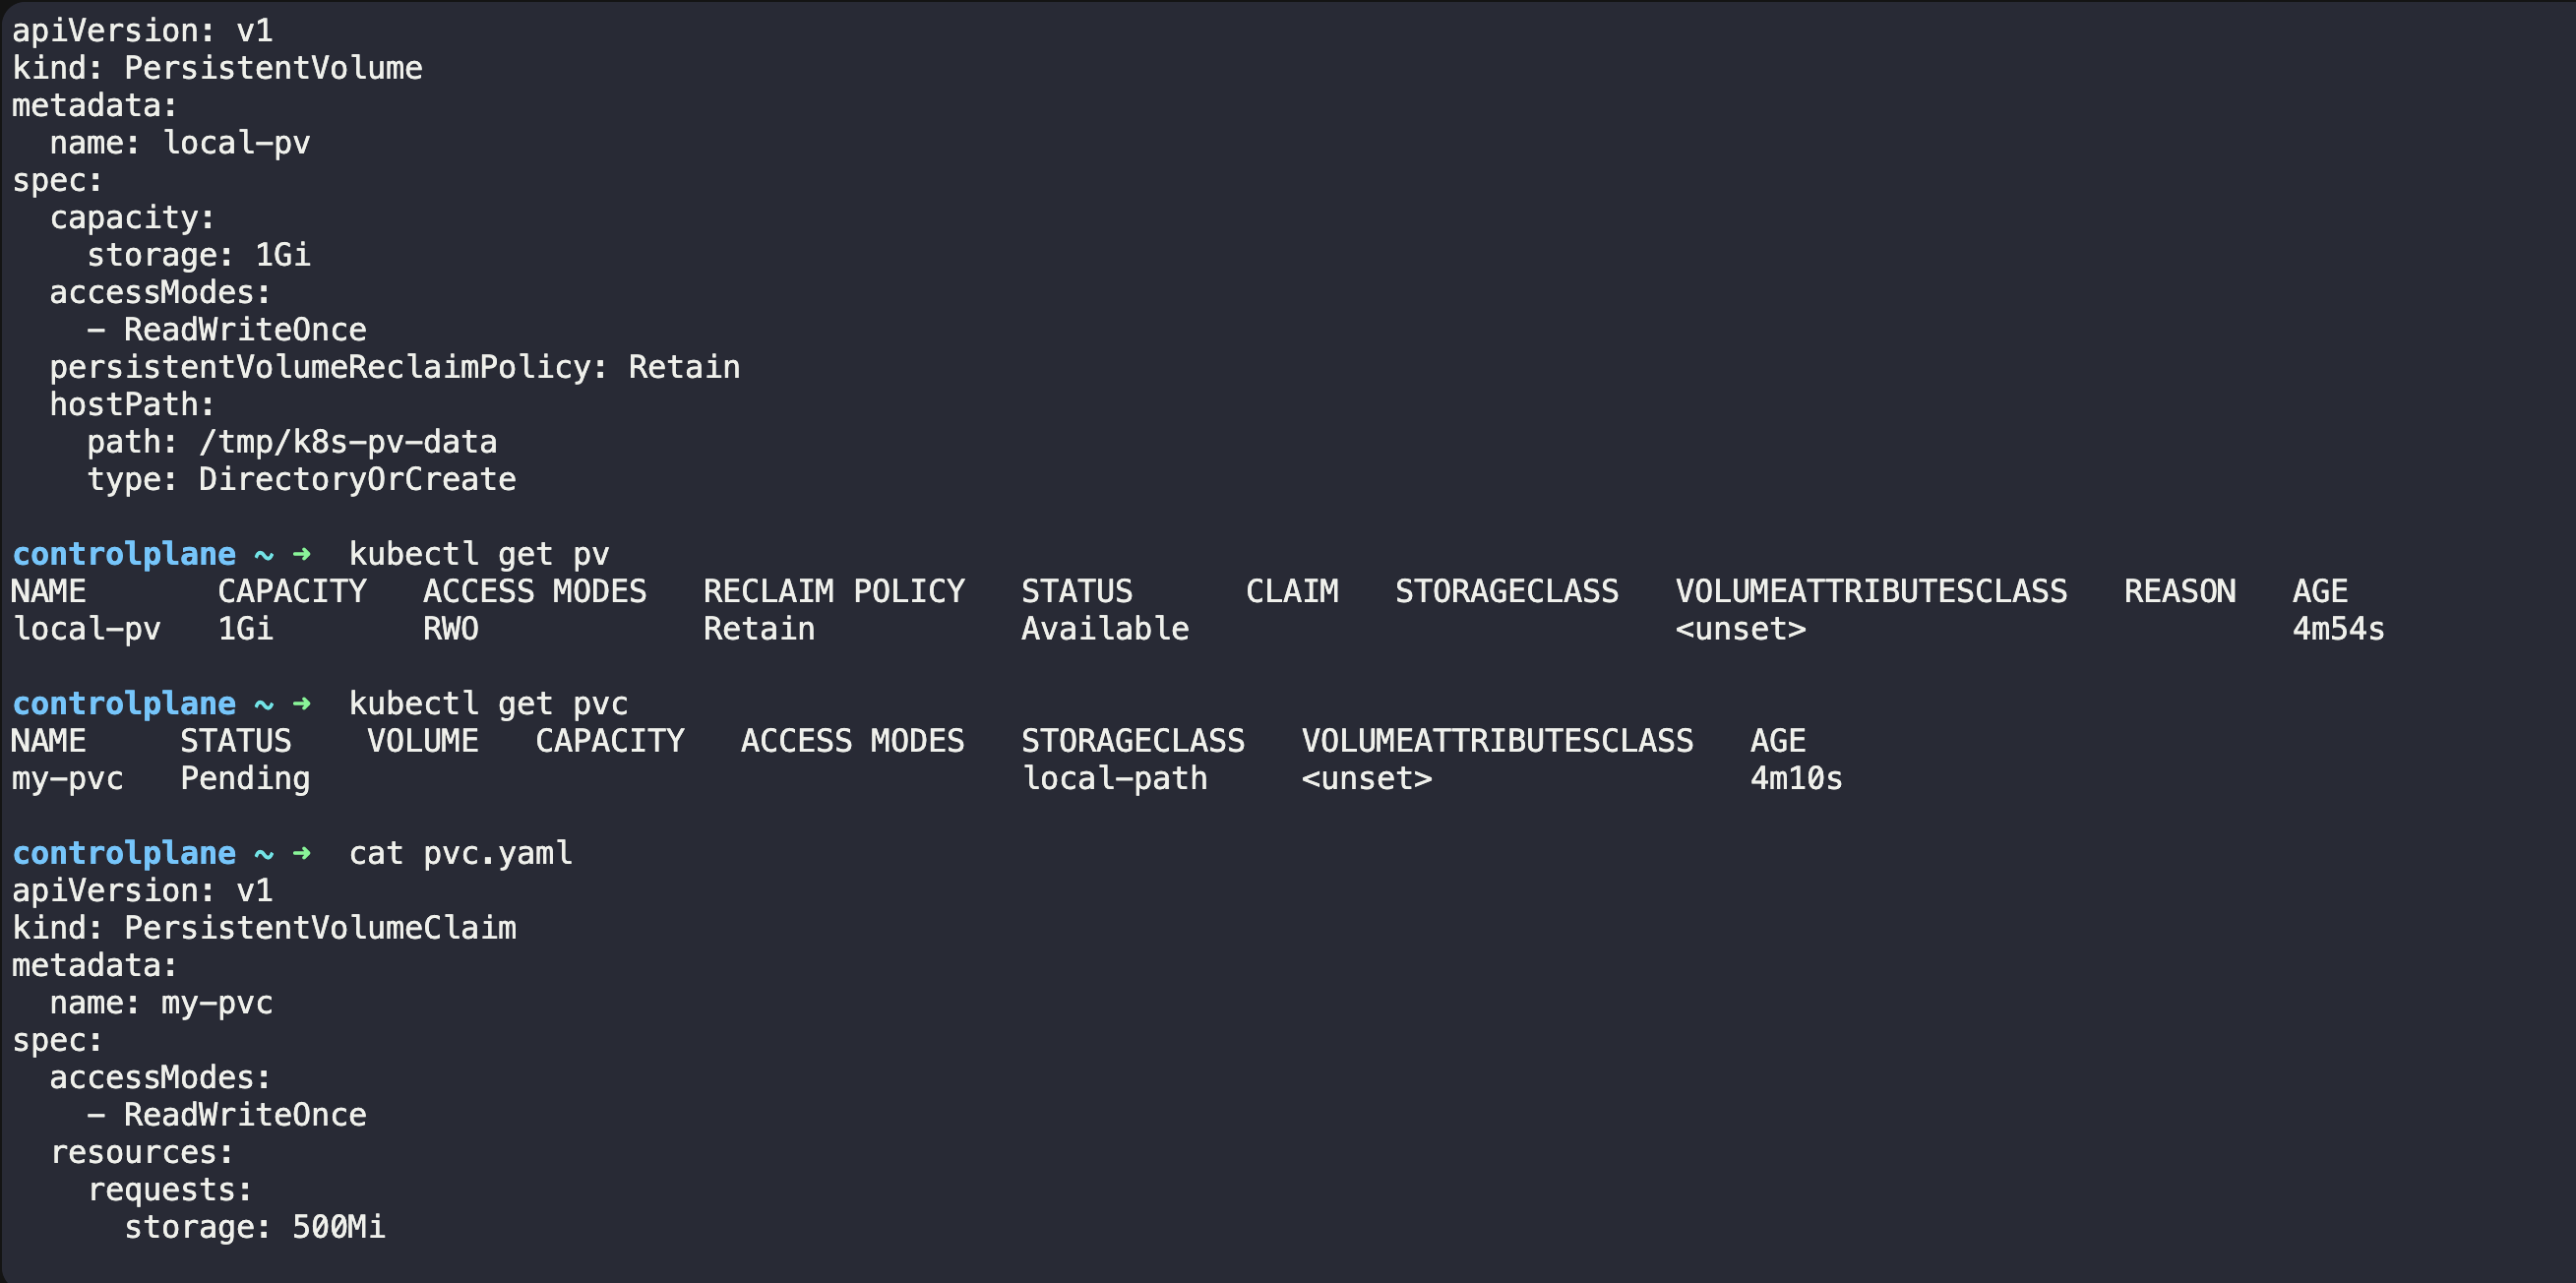 apiVersion: v1
kind: PersistentVolume
metadata:
  name: local-pv
spec:
  capacity:
    storage: 1Gi
  accessModes:
    - ReadWriteOnce
  persistentVolumeReclaimPolicy: Retain
  hostPath:
    path: /tmp/k8s-pv-data
    type: DirectoryOrCreate

controlplane ~ ➜  kubectl get pv
NAME       CAPACITY   ACCESS MODES   RECLAIM POLICY   STATUS      CLAIM   STORAGECLASS   VOLUMEATTRIBUTESCLASS   REASON   AGE
local-pv   1Gi        RWO            Retain           Available                          <unset>                          4m54s

controlplane ~ ➜  kubectl get pvc
NAME     STATUS    VOLUME   CAPACITY   ACCESS MODES   STORAGECLASS   VOLUMEATTRIBUTESCLASS   AGE
my-pvc   Pending                                      local-path     <unset>                 4m10s

controlplane ~ ➜  cat pvc.yaml
apiVersion: v1
kind: PersistentVolumeClaim
metadata:
  name: my-pvc
spec:
  accessModes:
    - ReadWriteOnce
  resources:
    requests:
      storage: 500Mi